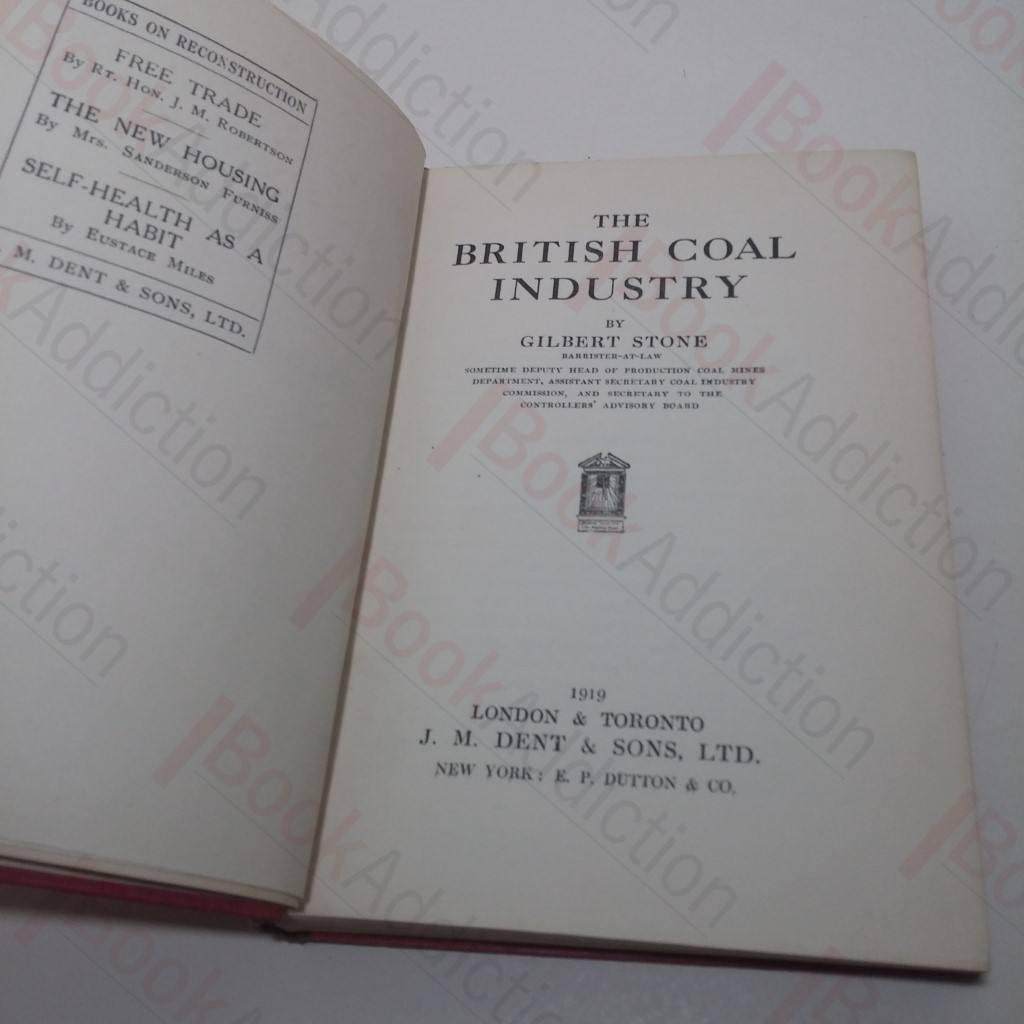 BOOKS ON RECONSTRUCTION
FREE TRADE
By Rt. Hon. J. M. Robertson
THE NEW HOUSING
By Mrs. Sanderson Furniss
SELF-HEALTH AS A
HABIT
By Eustace Miles
M. DENT & SONS, LTD.
THE
BRITISH COAL
INDUSTRY
BY
GILBERT STONE
BARRISTER-AT-LAW
SOMETIME DEPUTY HEAD OF PRODUCTION COAL MINES
DEPARTMENT, ASSISTANT SECRETARY COAL INDUSTRY
COMMISSION, AND SECRETARY TO THE
CONTROLLERS' ADVISORY BOARD
1919
LONDON & TORONTO
J. M. DENT & SONS, LTD.
NEW YORK: E. P. DUTTON & CO.
BookAddiction